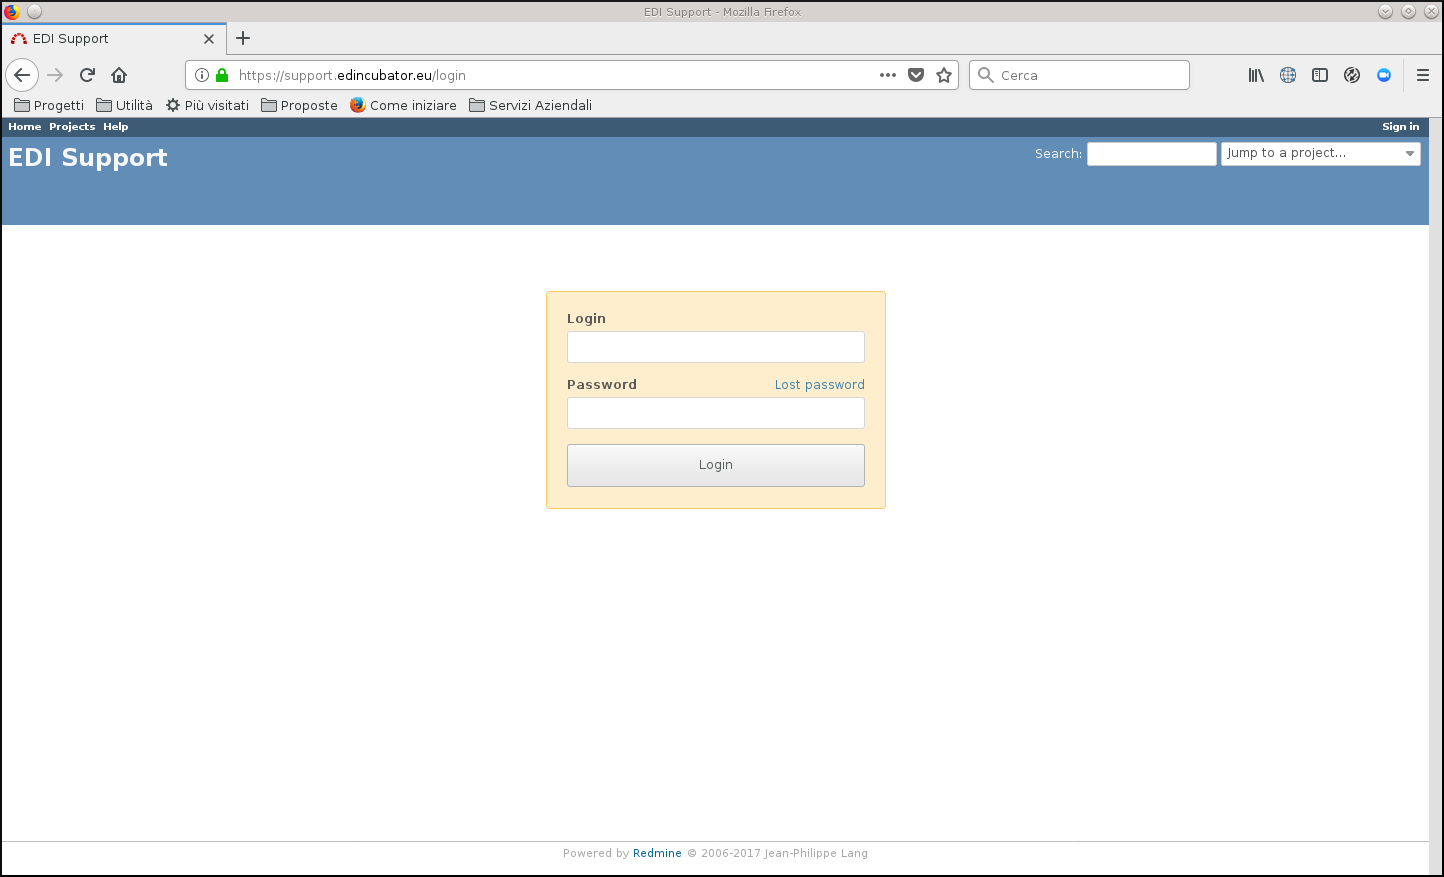 EDI Support - Mozilla Firefox
EDI Support
https://support.edincubator.eu/login
Cerca
Progetti Utilità Più visitati Proposte Come iniziare Servizi Aziendali
Home Projects Help Sign in
EDI Support Search: Jump to a project...
Login
Password Lost password
Login
Powered by Redmine © 2006-2017 Jean-Philippe Lang